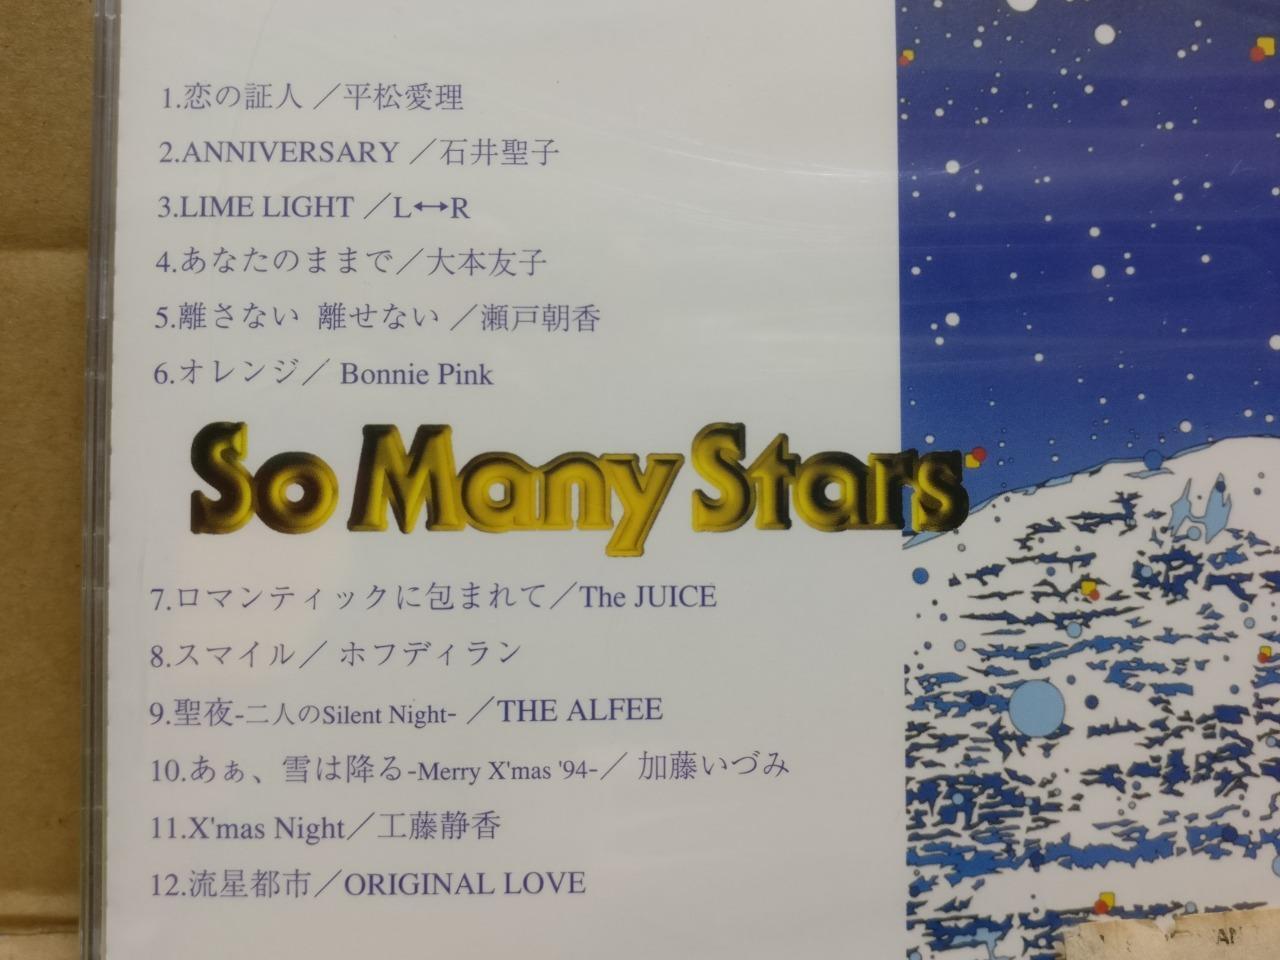 1.恋の証人／平松愛理
2.ANNIVERSARY／石井聖子
3.LIME LIGHT／L↔R
4.あなたのままで／大本友子
5.離さない 離せない／瀬戸朝香
6.オレンジ／ Bonnie Pink
So Many Stars
7.ロマンティックに包まれて／The JUICE
8.スマイル／ ホフディラン
9.聖夜-二人のSilent Night-／THE ALFEE
10.あぁ、雪は降る-Merry X'mas '94-／ 加藤いづみ
11.X'mas Night／工藤静香
12.流星都市／ORIGINAL LOVE